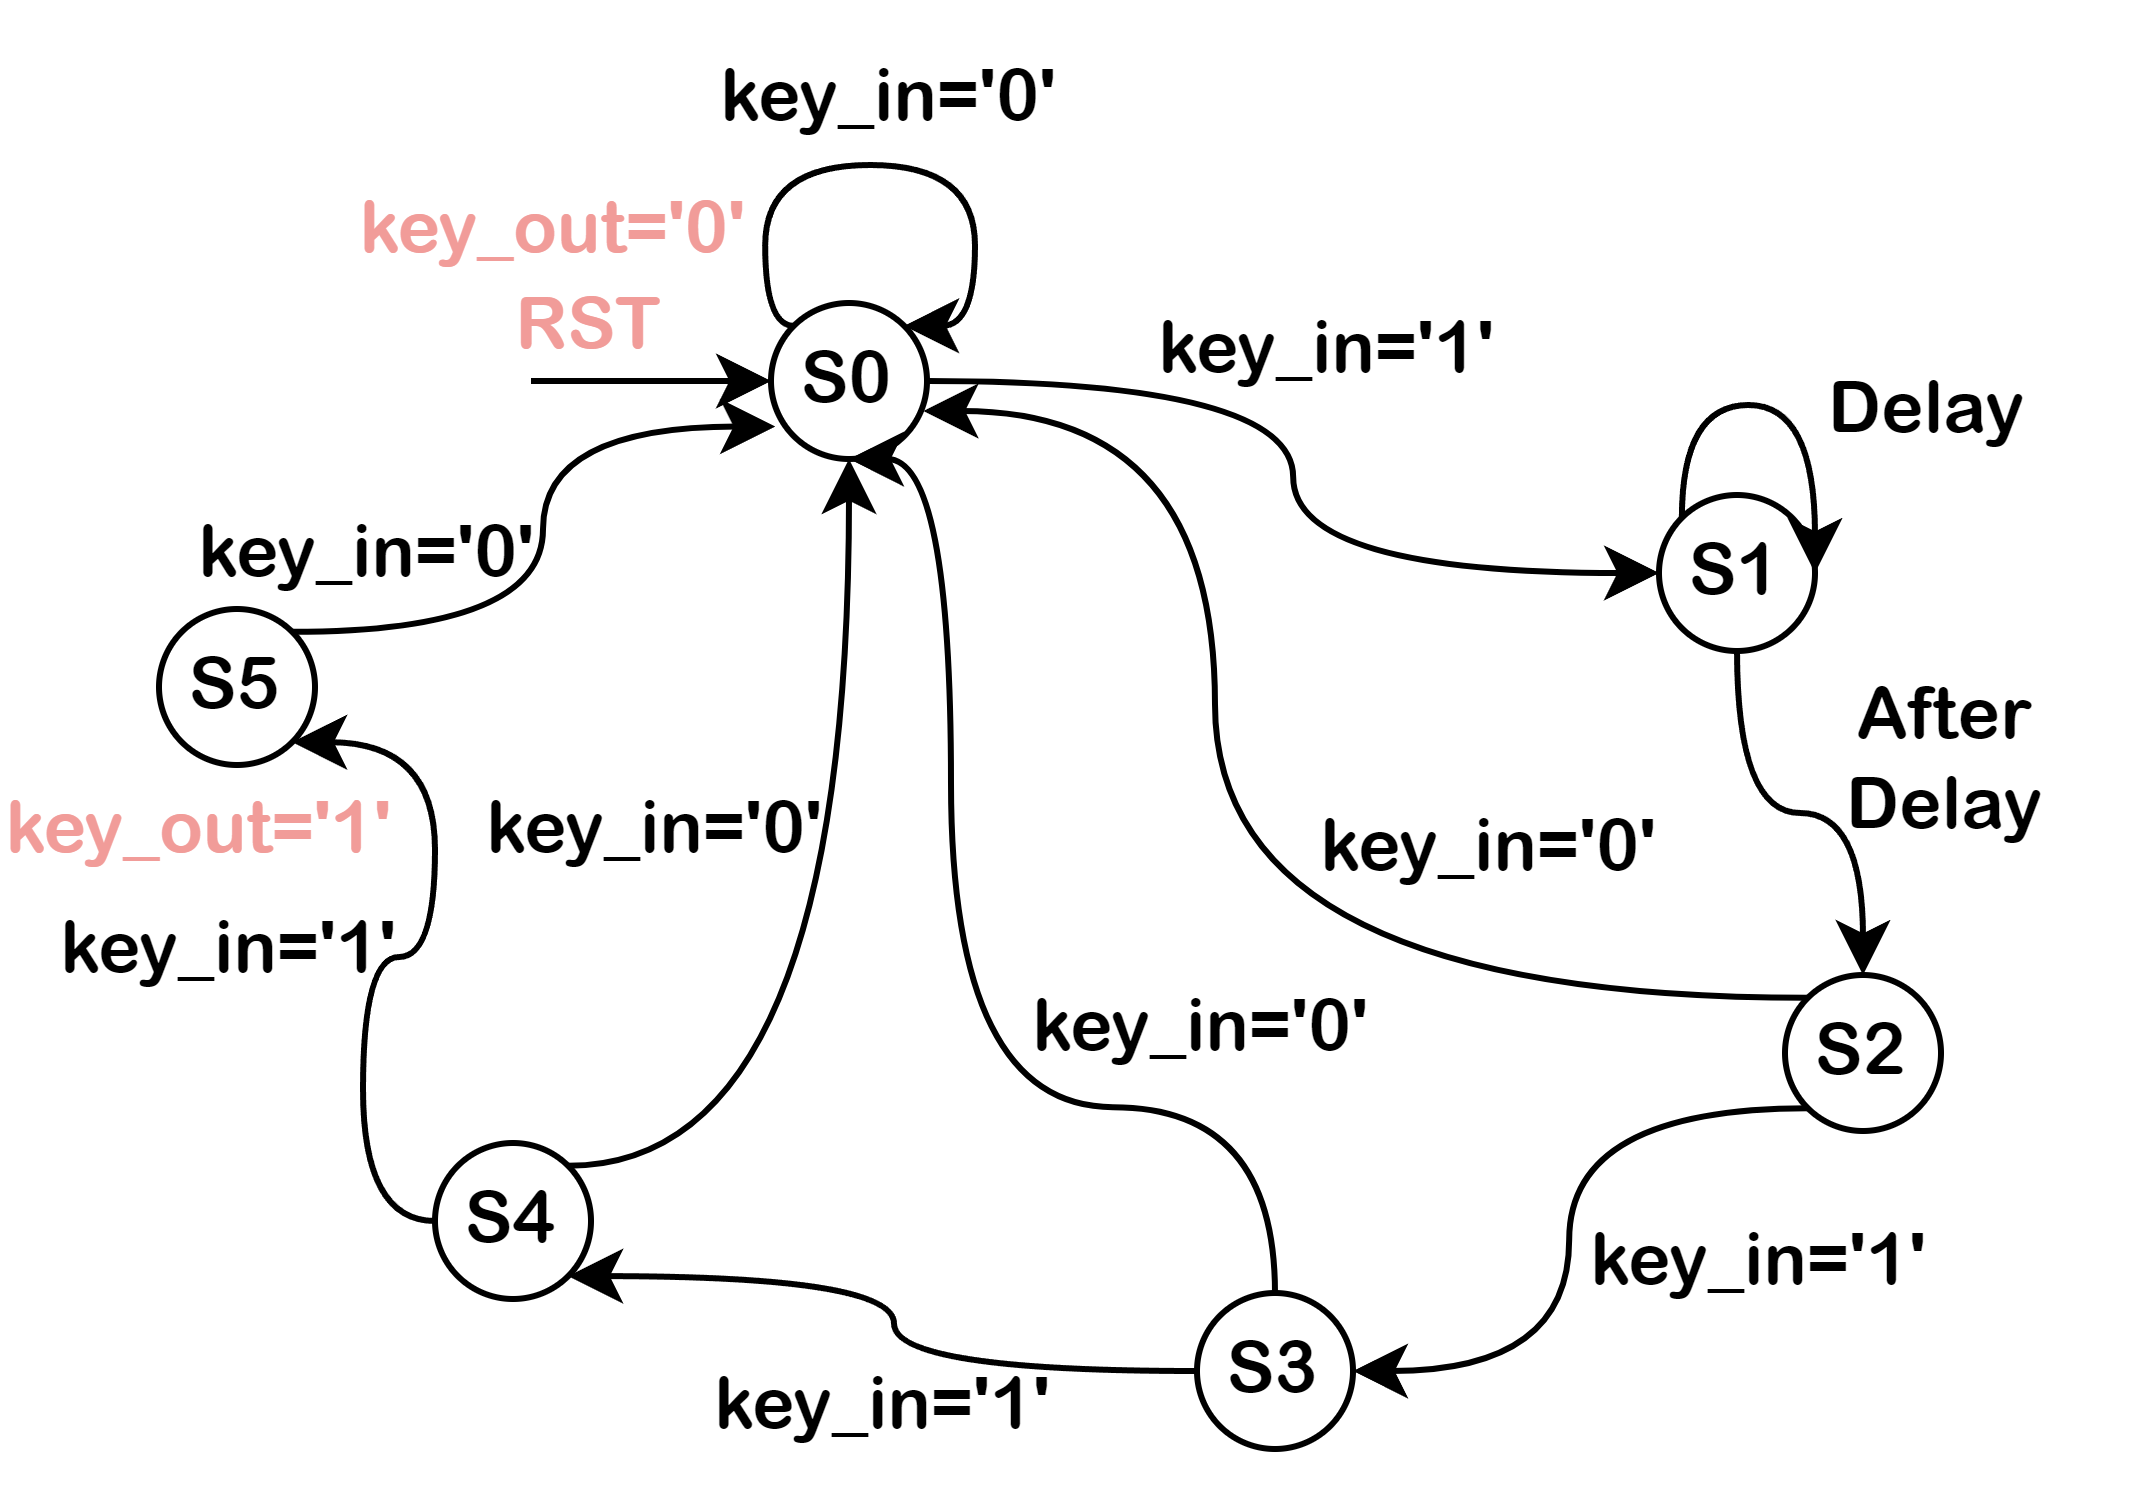 key_in='0'
key_out='0'
RST
S0
key_in='1'
Delay
S1
key_in='0'
S5
After
Delay
key_out='1'
key_in='0'
key_in='0'
key_in='1'
key_in='0'
S2
S4
key_in='1'
S3
key_in='1'